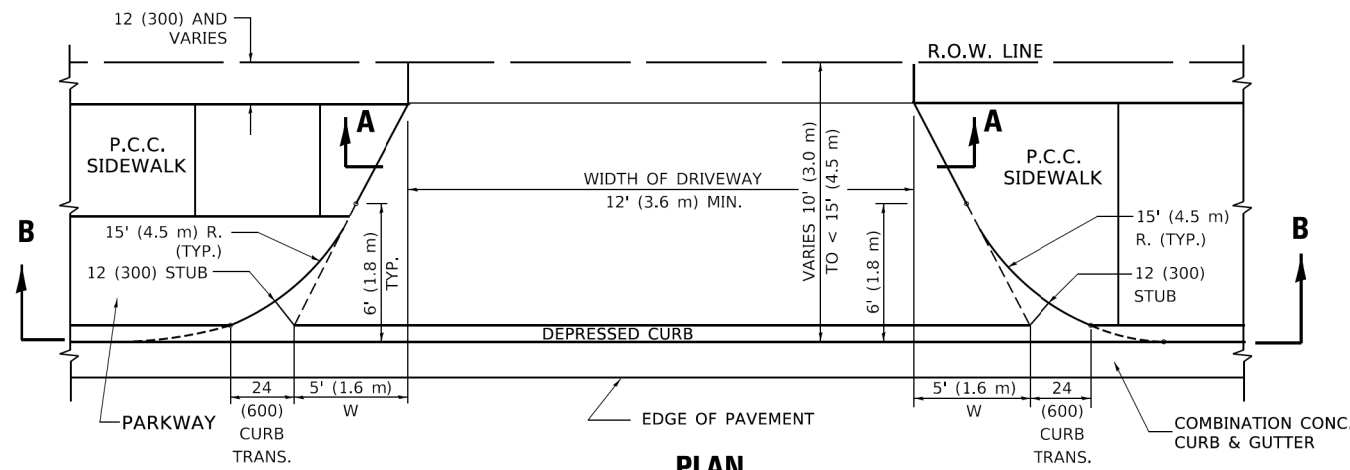 12 (300) AND
VARIES
R.O.W. LINE
A
A
P.C.C.
SIDEWALK
WIDTH OF DRIVEWAY
12' (3.6 m) MIN.
VARIES 10' (3.0 m)
TO < 15' (4.5 m)
P.C.C.
SIDEWALK
B
15' (4.5 m) R.
(TYP.)
12 (300) STUB
6' (1.8 m)
TYP.
6' (1.8 m)
15' (4.5 m)
R. (TYP.)
12 (300)
STUB
B
DEPRESSED CURB
24
(600)
CURB
TRANS.
5' (1.6 m)
W
PARKWAY
EDGE OF PAVEMENT
5' (1.6 m)
W
24
(600)
CURB
TRANS.
COMBINATION CONC.
CURB & GUTTER
PLAN